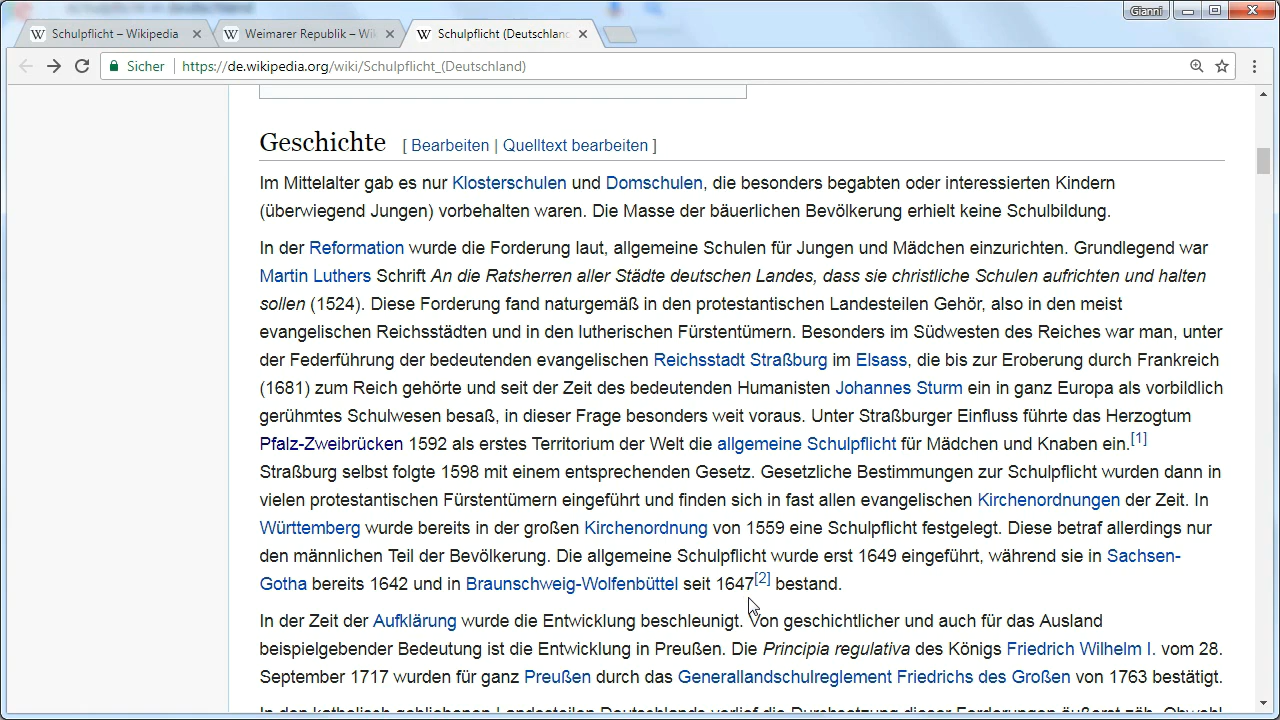 Gianni
Schulpflicht – Wikipedia
Weimarer Republik – Wi
Schulpflicht (Deutschlan
Sicher
https://de.wikipedia.org/wiki/Schulpflicht_(Deutschland)
Geschichte [ Bearbeiten | Quelltext bearbeiten ]
Im Mittelalter gab es nur Klosterschulen und Domschulen, die besonders begabten oder interessierten Kindern
(überwiegend Jungen) vorbehalten waren. Die Masse der bäuerlichen Bevölkerung erhielt keine Schulbildung.
In der Reformation wurde die Forderung laut, allgemeine Schulen für Jungen und Mädchen einzurichten. Grundlegend war
Martin Luthers Schrift An die Ratsherren aller Städte deutschen Landes, dass sie christliche Schulen aufrichten und halten
sollen (1524). Diese Forderung fand naturgemäß in den protestantischen Landesteilen Gehör, also in den meist
evangelischen Reichsstädten und in den lutherischen Fürstentümern. Besonders im Südwesten des Reiches war man, unter
der Federführung der bedeutenden evangelischen Reichsstadt Straßburg im Elsass, die bis zur Eroberung durch Frankreich
(1681) zum Reich gehörte und seit der Zeit des bedeutenden Humanisten Johannes Sturm ein in ganz Europa als vorbildlich
gerühmtes Schulwesen besaß, in dieser Frage besonders weit voraus. Unter Straßburger Einfluss führte das Herzogtum
Pfalz-Zweibrücken 1592 als erstes Territorium der Welt die allgemeine Schulpflicht für Mädchen und Knaben ein.[1]
Straßburg selbst folgte 1598 mit einem entsprechenden Gesetz. Gesetzliche Bestimmungen zur Schulpflicht wurden dann in
vielen protestantischen Fürstentümern eingeführt und finden sich in fast allen evangelischen Kirchenordnungen der Zeit. In
Württemberg wurde bereits in der großen Kirchenordnung von 1559 eine Schulpflicht festgelegt. Diese betraf allerdings nur
den männlichen Teil der Bevölkerung. Die allgemeine Schulpflicht wurde erst 1649 eingeführt, während sie in Sachsen-
Gotha bereits 1642 und in Braunschweig-Wolfenbüttel seit 1647[2] bestand.
In der Zeit der Aufklärung wurde die Entwicklung beschleunigt. Von geschichtlicher und auch für das Ausland
beispielgebender Bedeutung ist die Entwicklung in Preußen. Die Principia regulativa des Königs Friedrich Wilhelm I. vom 28.
September 1717 wurden für ganz Preußen durch das Generallandschulreglement Friedrichs des Großen von 1763 bestätigt.
In den katholisch gebliebenen Landesteilen Deutschlands verlief die Durchsetzung dieser Forderungen äußerst zäh. Obwohl